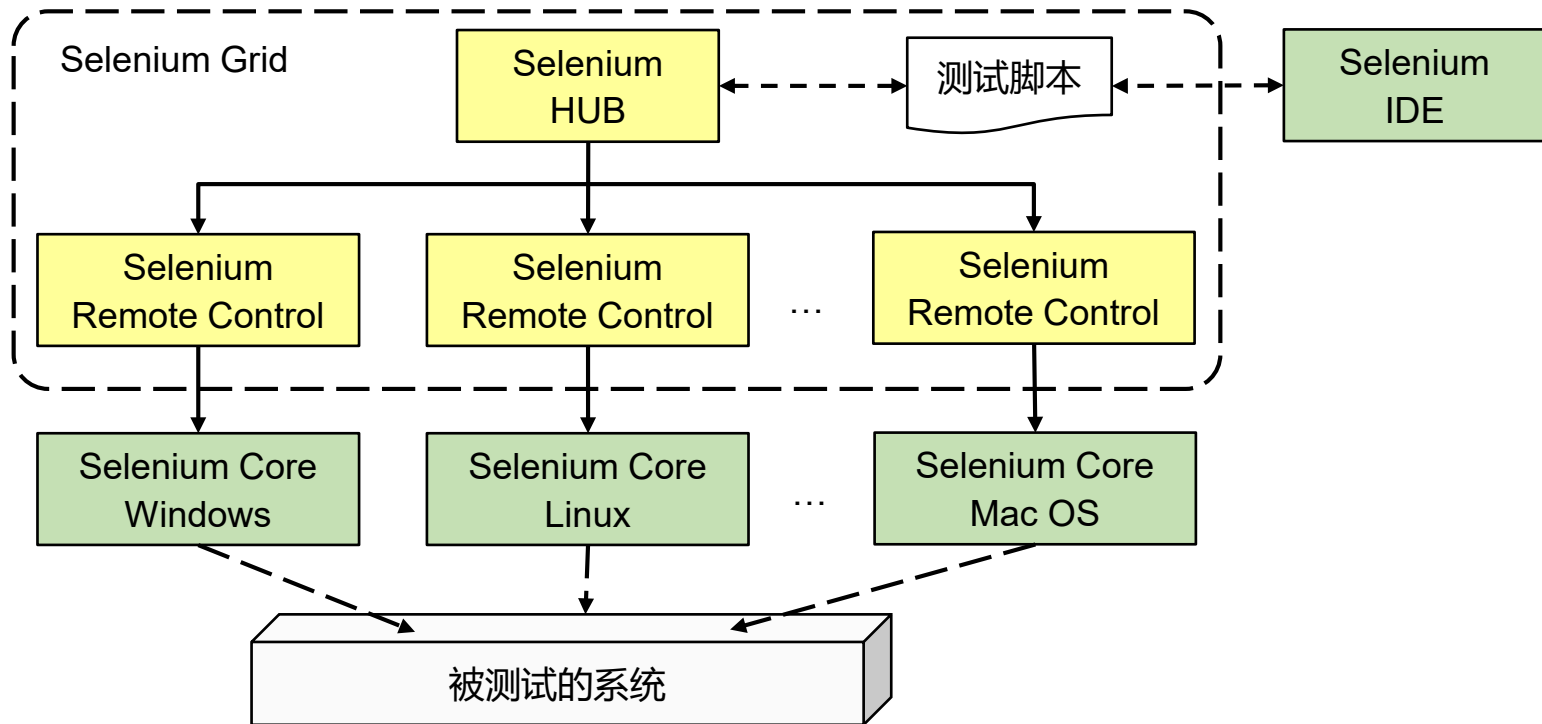 Selenium Grid
Selenium
HUB
测试脚本
Selenium
IDE
Selenium
Remote Control
Selenium
Remote Control
…
Selenium
Remote Control
Selenium Core
Windows
Selenium Core
Linux
…
Selenium Core
Mac OS
被测试的系统